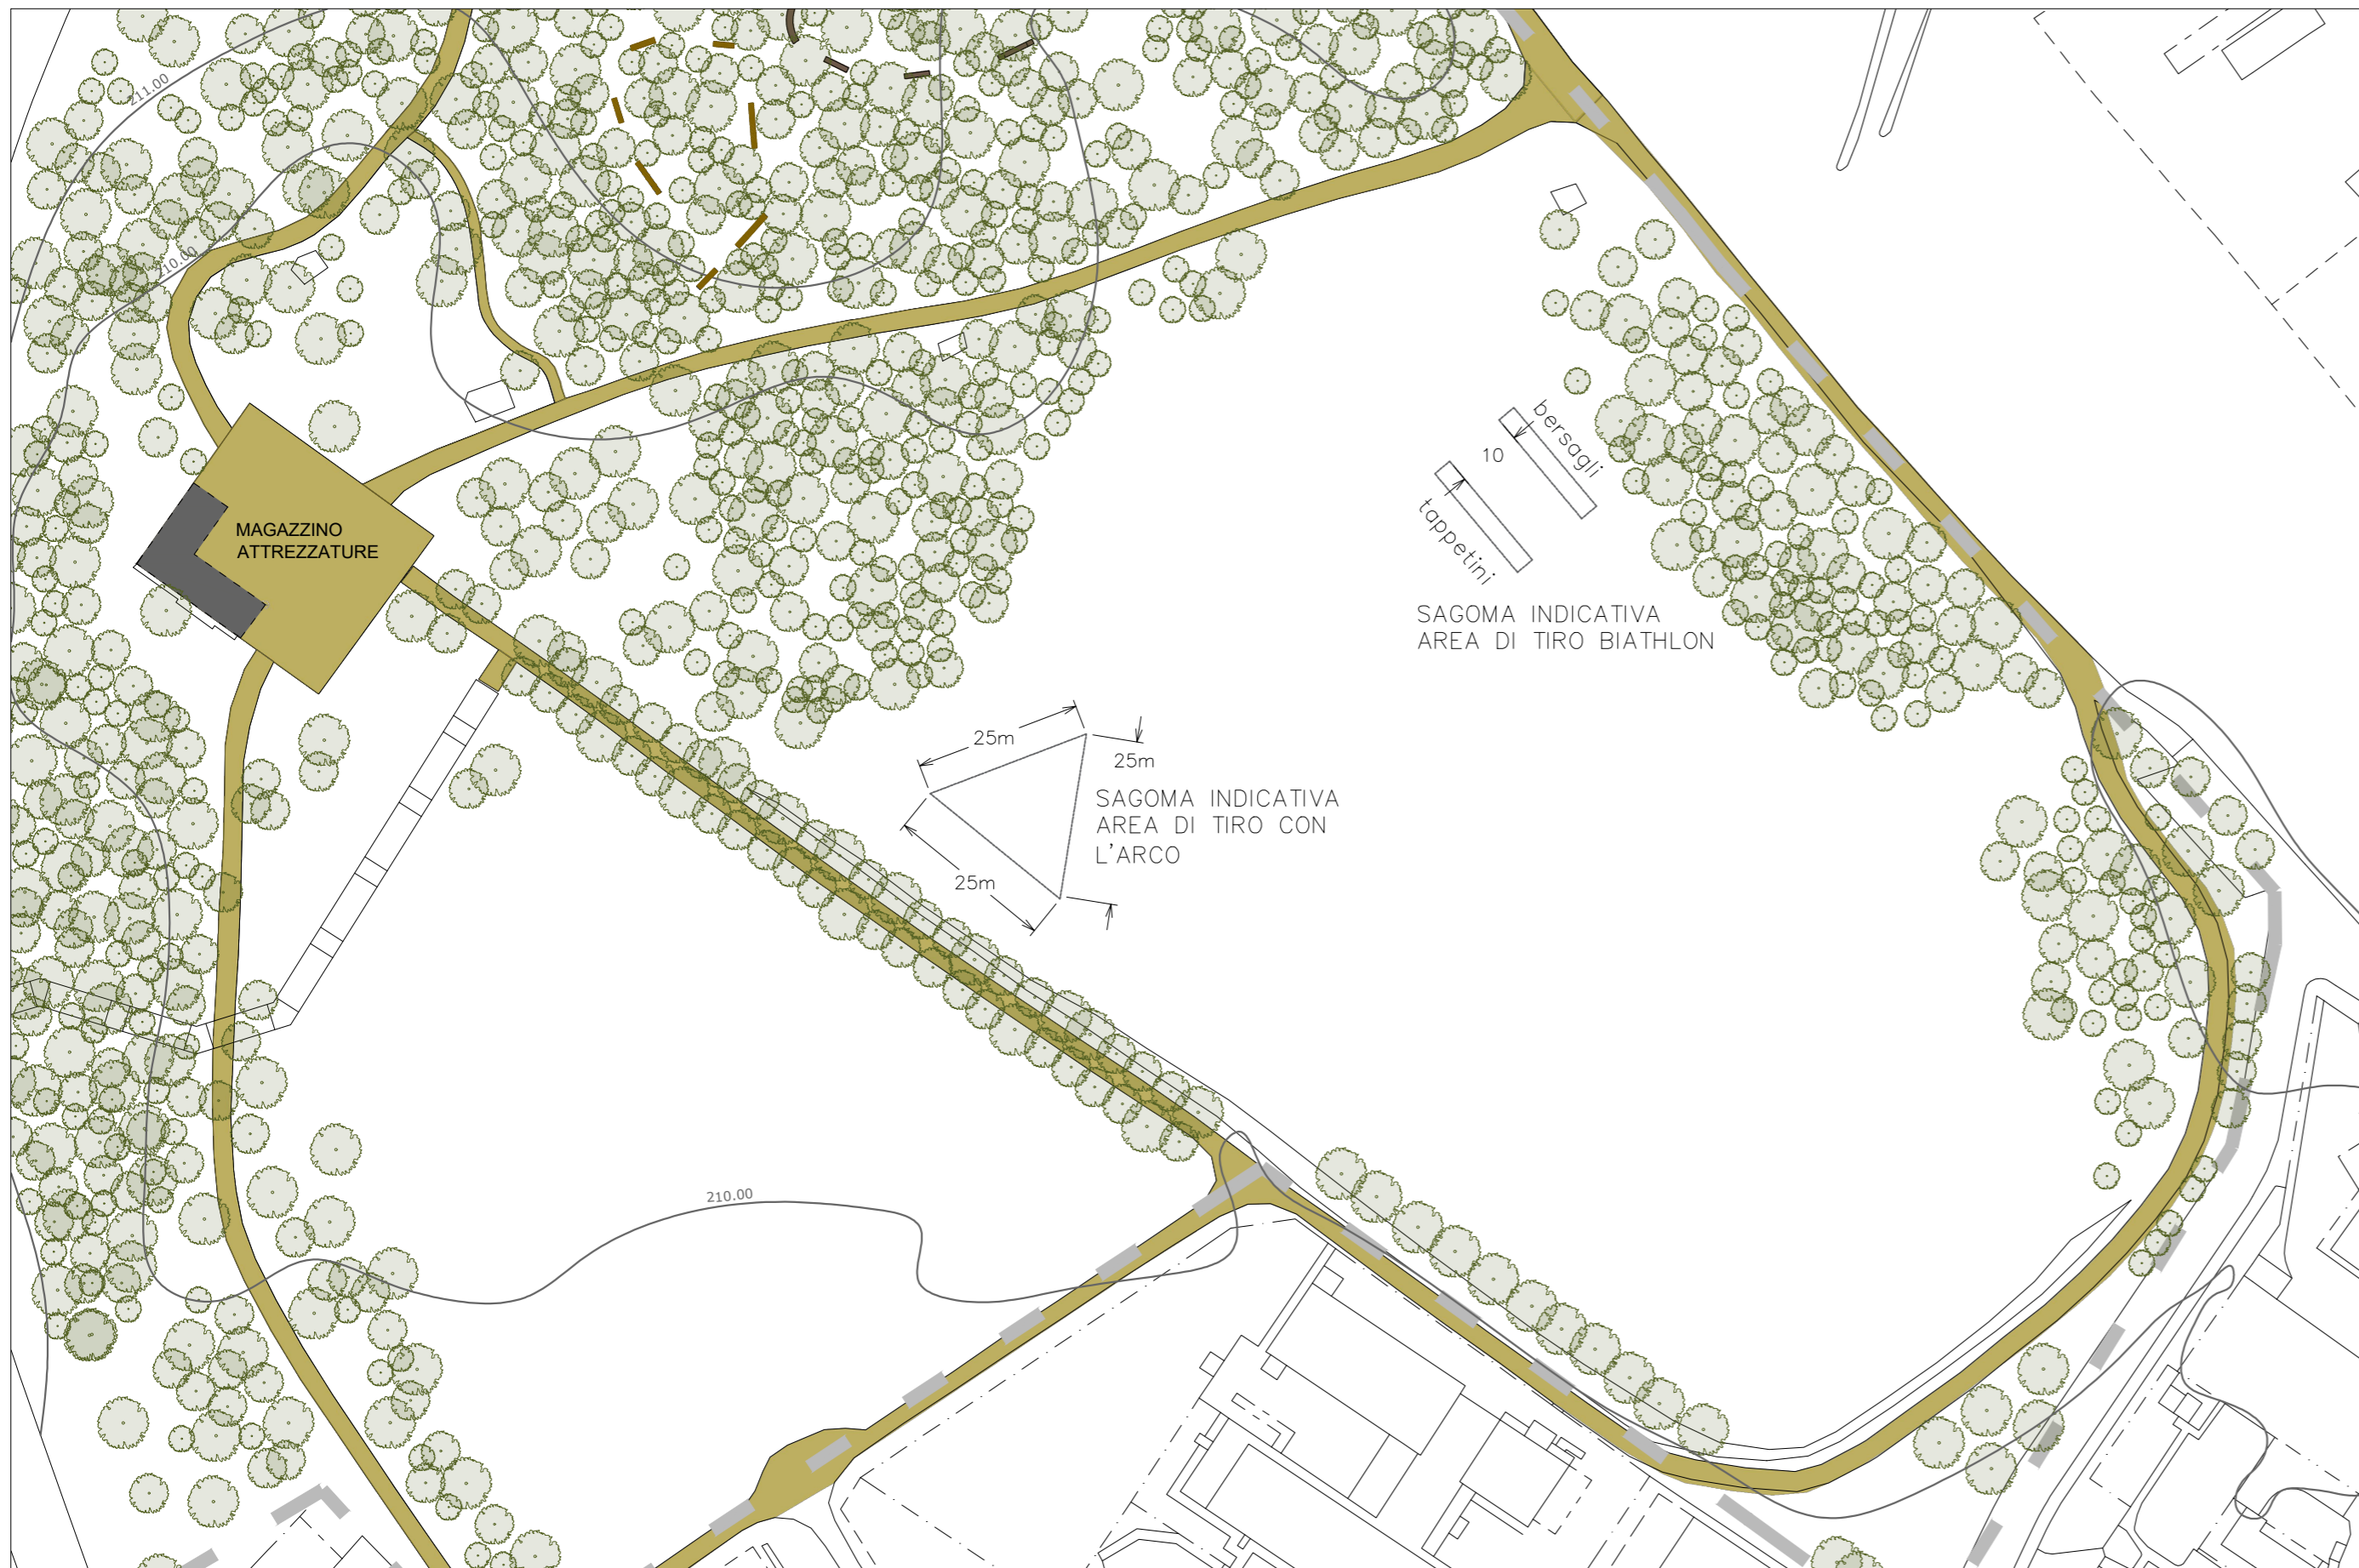 211.00
210.00
bersagli
10
tappetini
MAGAZZINO
ATTREZZATURE
SAGOMA INDICATIVA
AREA DI TIRO BIATHLON
25m
25m
SAGOMA INDICATIVA
AREA DI TIRO CON
L'ARCO
25m
210.00